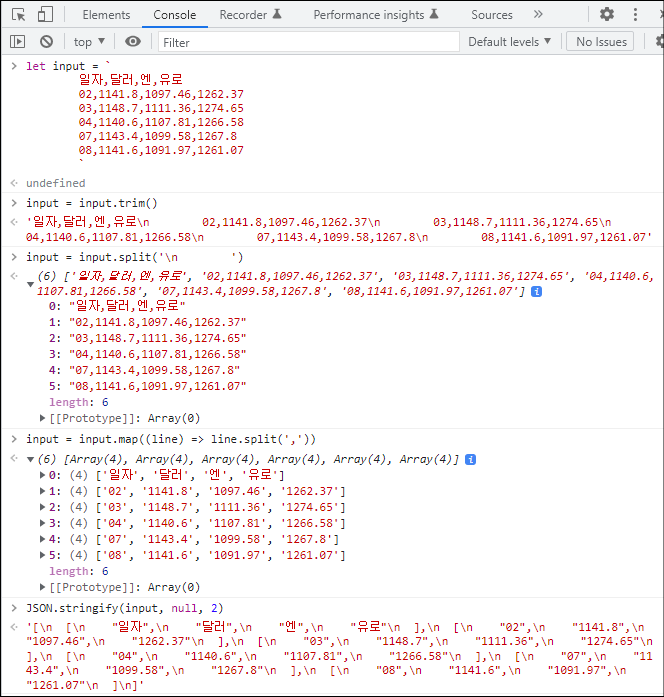 Elements Console Recorder Performance insights Sources »
top ▼ Filter Default levels ▼ No Issues
> let input = `
일자,달러,엔,유로
02,1141.8,1097.46,1262.37
03,1148.7,1111.36,1274.65
04,1140.6,1107.81,1266.58
07,1143.4,1099.58,1267.8
08,1141.6,1091.97,1261.07
`
undefined
> input = input.trim()
'일자,달러,엔,유로\n        02,1141.8,1097.46,1262.37\n        03,1148.7,1111.36,1274.65\n
04,1140.6,1107.81,1266.58\n        07,1143.4,1099.58,1267.8\n        08,1141.6,1091.97,1261.07'
> input = input.split('\n        ')
(6) ['일자,달러,엔,유로', '02,1141.8,1097.46,1262.37', '03,1148.7,1111.36,1274.65', '04,1140.6,
1107.81,1266.58', '07,1143.4,1099.58,1267.8', '08,1141.6,1091.97,1261.07'] i
0: "일자,달러,엔,유로"
1: "02,1141.8,1097.46,1262.37"
2: "03,1148.7,1111.36,1274.65"
3: "04,1140.6,1107.81,1266.58"
4: "07,1143.4,1099.58,1267.8"
5: "08,1141.6,1091.97,1261.07"
length: 6
[[Prototype]]: Array(0)
> input = input.map((line) => line.split(','))
(6) [Array(4), Array(4), Array(4), Array(4), Array(4), Array(4)] i
0: (4) ['일자', '달러', '엔', '유로']
1: (4) ['02', '1141.8', '1097.46', '1262.37']
2: (4) ['03', '1148.7', '1111.36', '1274.65']
3: (4) ['04', '1140.6', '1107.81', '1266.58']
4: (4) ['07', '1143.4', '1099.58', '1267.8']
5: (4) ['08', '1141.6', '1091.97', '1261.07']
length: 6
[[Prototype]]: Array(0)
> JSON.stringify(input, null, 2)
'[\n  [\n    "일자",\n    "달러",\n    "엔",\n    "유로"\n  ],\n  [\n    "02",\n    "1141.8",\n
"1097.46",\n    "1262.37"\n  ],\n  [\n    "03",\n    "1148.7",\n    "1111.36",\n    "1274.65"\n
],\n  [\n    "04",\n    "1140.6",\n    "1107.81",\n    "1266.58"\n  ],\n  [\n    "07",\n    "11
43.4",\n    "1099.58",\n    "1267.8"\n  ],\n  [\n    "08",\n    "1141.6",\n    "1091.97",\n
"1261.07"\n  ]\n]'